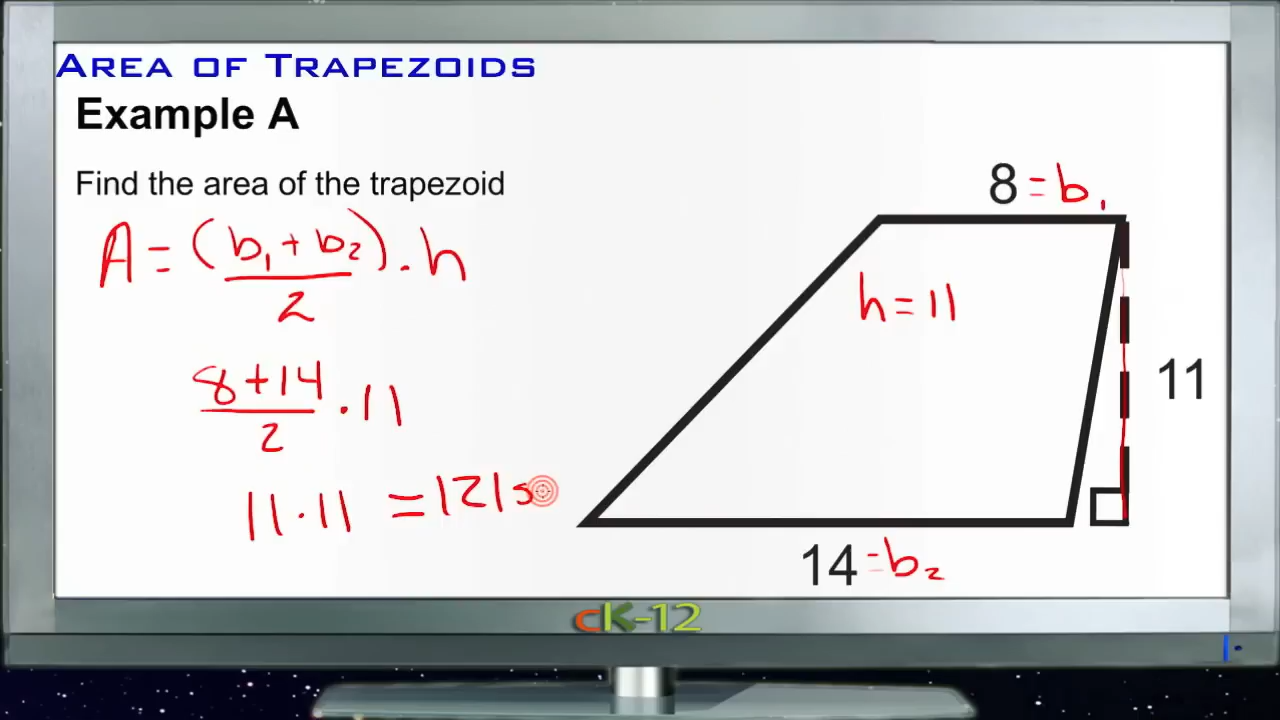 AREA OF TRAPEZOIDS
Example A
Find the area of the trapezoid
A = (b₁ + b₂)/2 · h
8 = b₁
h = 11
(8 + 14)/2 · 11
11
11 · 11 = 121 s
14 = b₂
cK-12